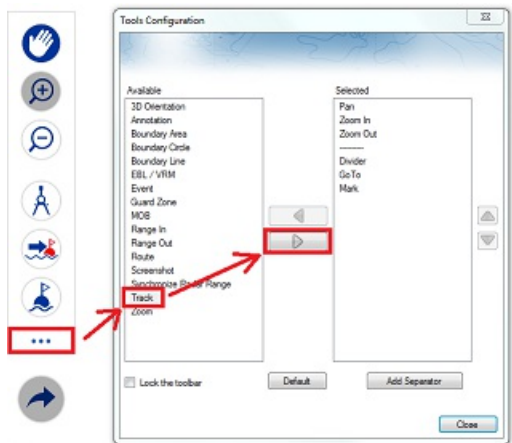 Tools Configuration
Available
3D Orientation
Annotation
Boundary Area
Boundary Circle
Boundary Line
EBL / VRM
Event
Guard Zone
MOB
Range In
Range Out
Route
Screenshot
Synchronize Radar Range
Track
Zoom
Selected
Pan
Zoom In
Zoom Out
--------
Divider
GoTo
Mark
Lock the toolbar
Default
Add Separator
Close